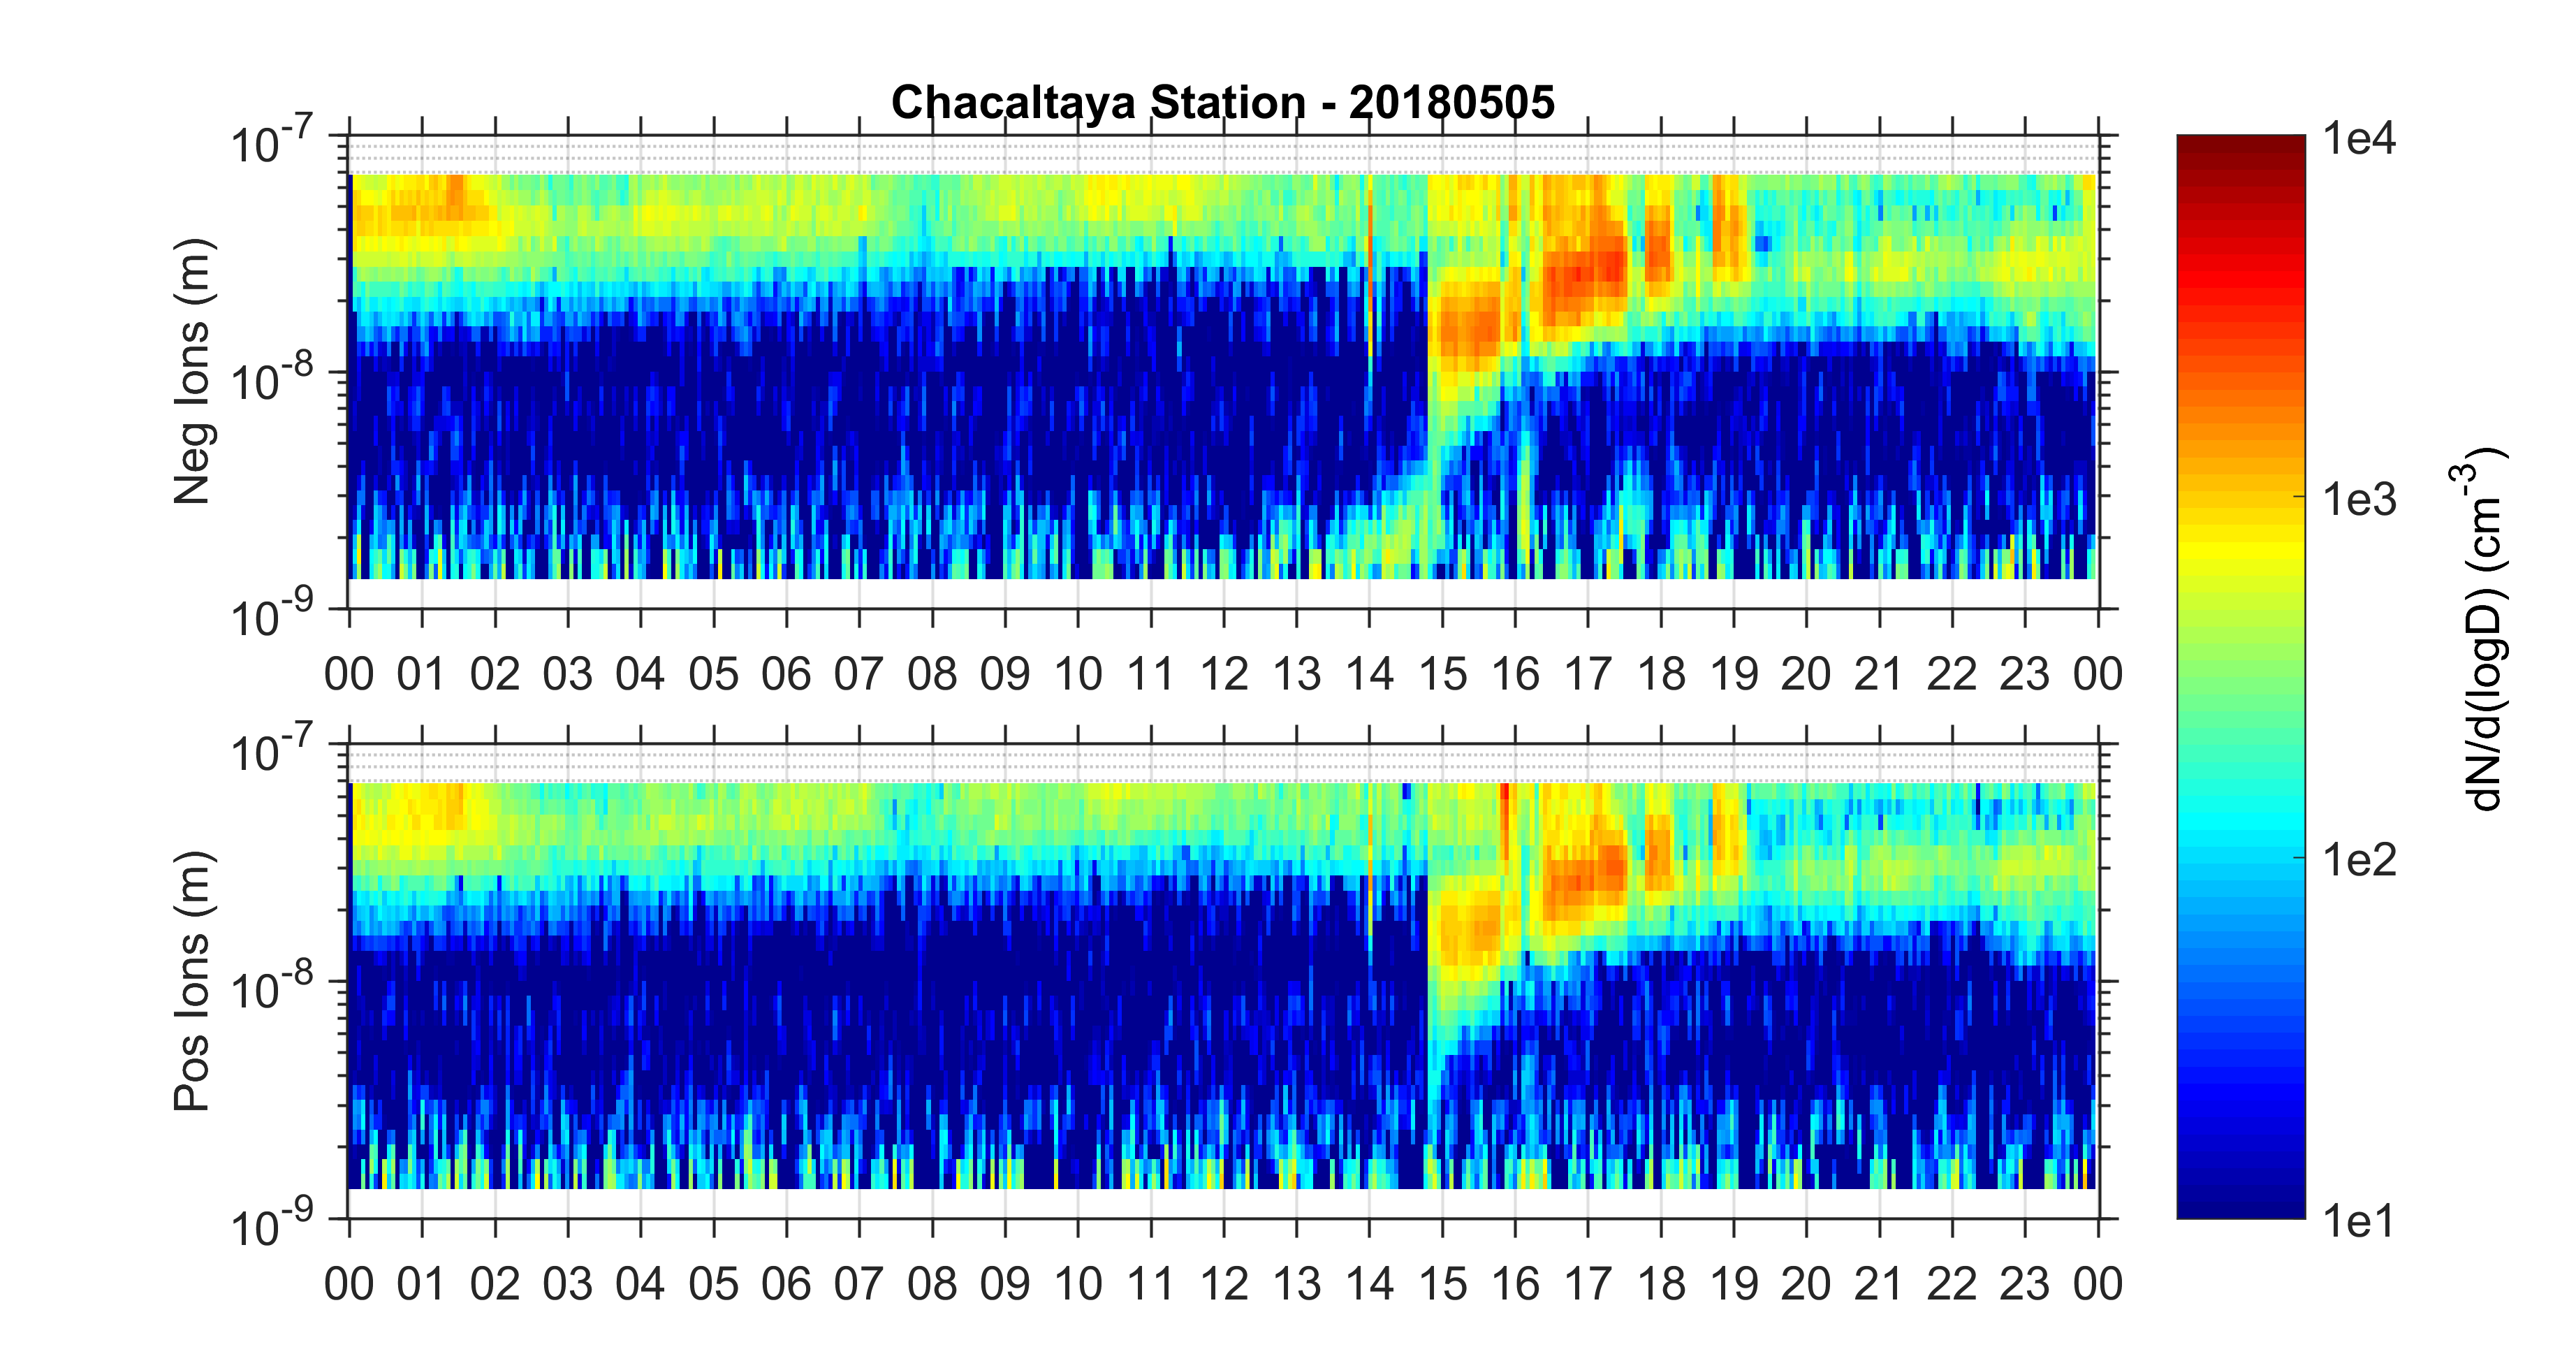 Chacaltaya Station - 20180505
Neg Ions (m)
10^-7
10^-8
10^-9
00 01 02 03 04 05 06 07 08 09 10 11 12 13 14 15 16 17 18 19 20 21 22 23 00
Pos Ions (m)
10^-7
10^-8
10^-9
00 01 02 03 04 05 06 07 08 09 10 11 12 13 14 15 16 17 18 19 20 21 22 23 00
1e4
1e3
1e2
1e1
dN/d(logD) (cm^-3)